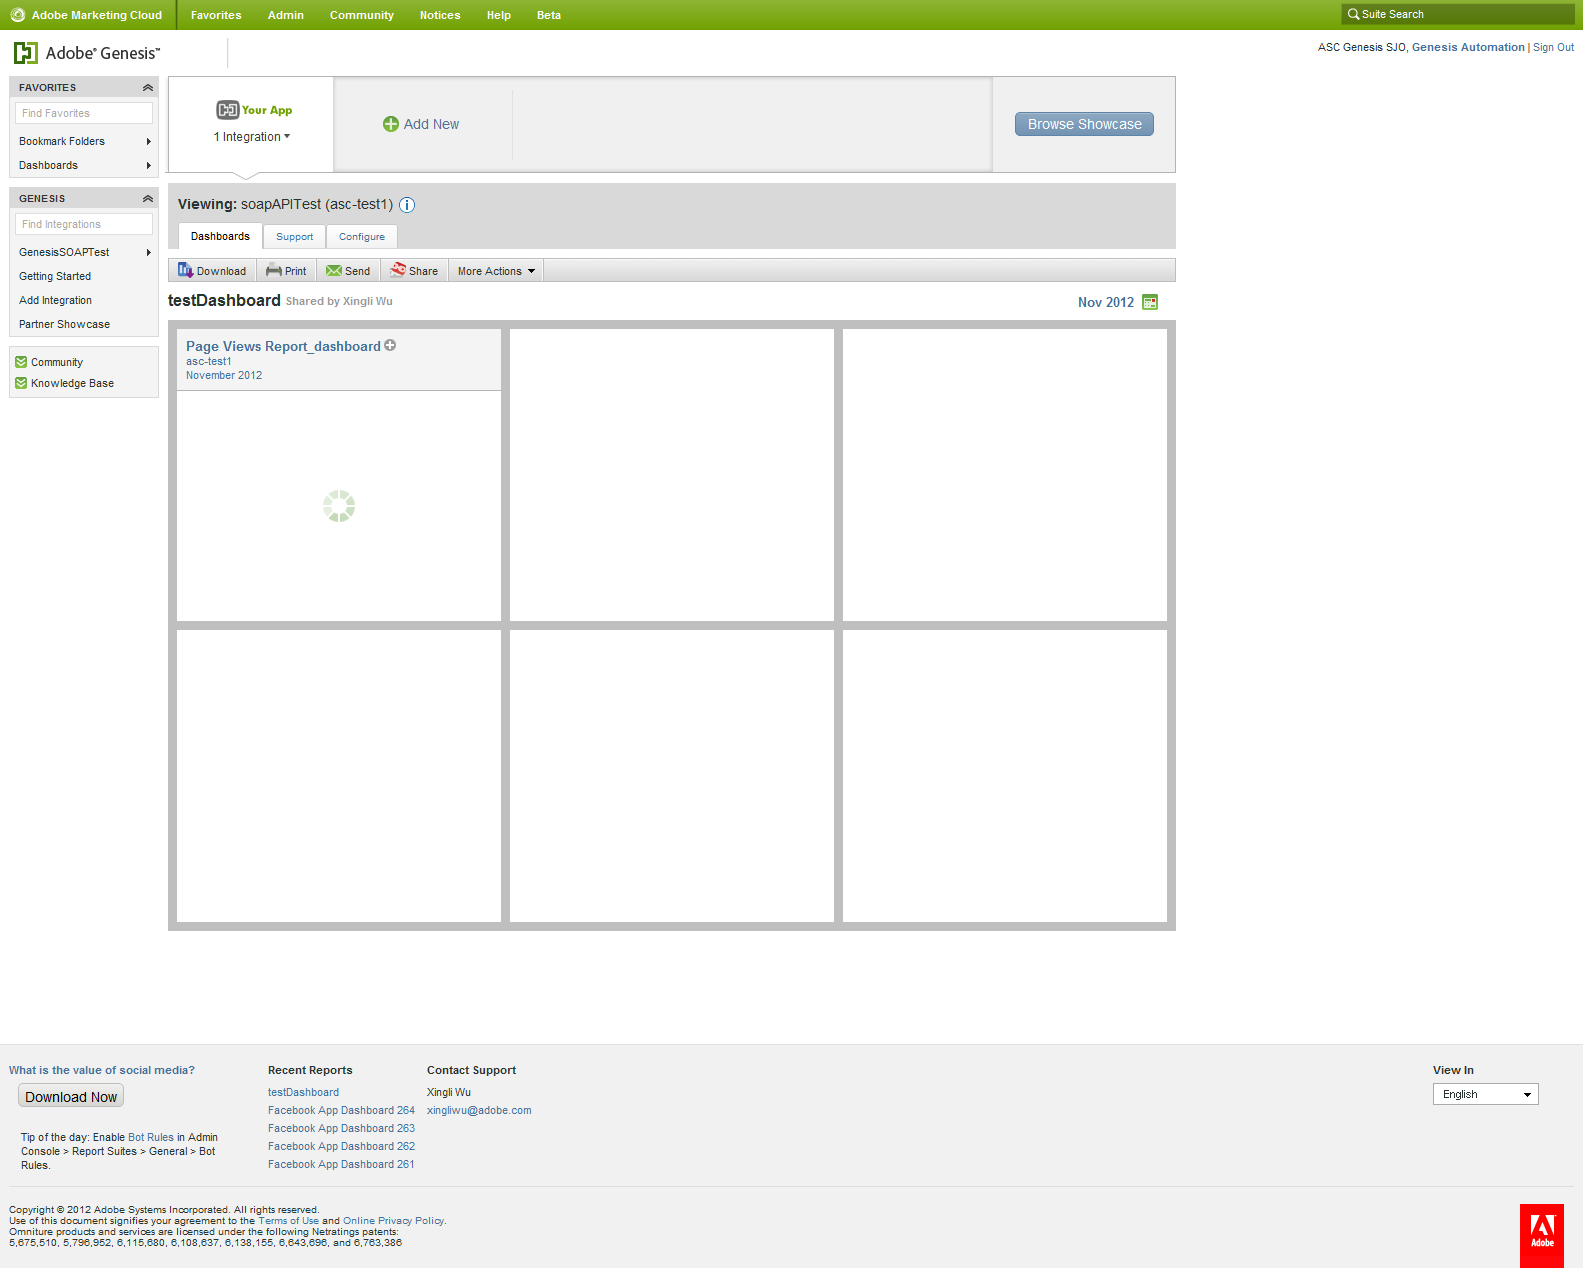 Adobe Marketing Cloud
Favorites
Admin
Community
Notices
Help
Beta
Suite Search
Adobe® Genesis™
ASC Genesis SJO, Genesis Automation | Sign Out
FAVORITES
Find Favorites
Bookmark Folders
Dashboards
GENESIS
Find Integrations
GenesisSOAPTest
Getting Started
Add Integration
Partner Showcase
Community
Knowledge Base
Your App
1 Integration
Add New
Browse Showcase
Viewing: soapAPITest (asc-test1)
Dashboards
Support
Configure
Download
Print
Send
Share
More Actions
testDashboard Shared by Xingli Wu
Nov 2012
Page Views Report_dashboard
asc-test1
November 2012
What is the value of social media?
Download Now
Tip of the day: Enable Bot Rules in Admin
Console > Report Suites > General > Bot
Rules.
Recent Reports
testDashboard
Facebook App Dashboard 264
Facebook App Dashboard 263
Facebook App Dashboard 262
Facebook App Dashboard 261
Contact Support
Xingli Wu
xingliwu@adobe.com
View In
English
Copyright © 2012 Adobe Systems Incorporated. All rights reserved.
Use of this document signifies your agreement to the Terms of Use and Online Privacy Policy.
Omniture products and services are licensed under the following Netratings patents:
5,675,510, 5,796,952, 6,115,680, 6,108,637, 6,138,155, 6,643,696, and 6,763,386
Adobe